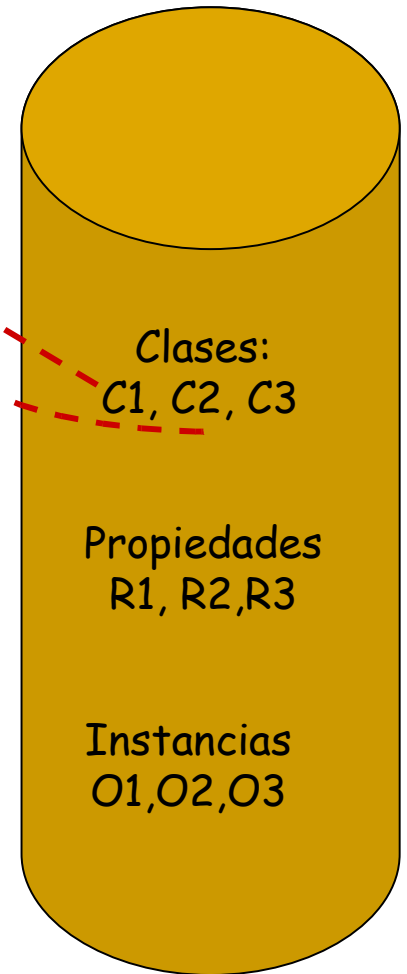 Clases:
C1, C2, C3
Propiedades
R1, R2,R3
Instancias
O1,O2,O3